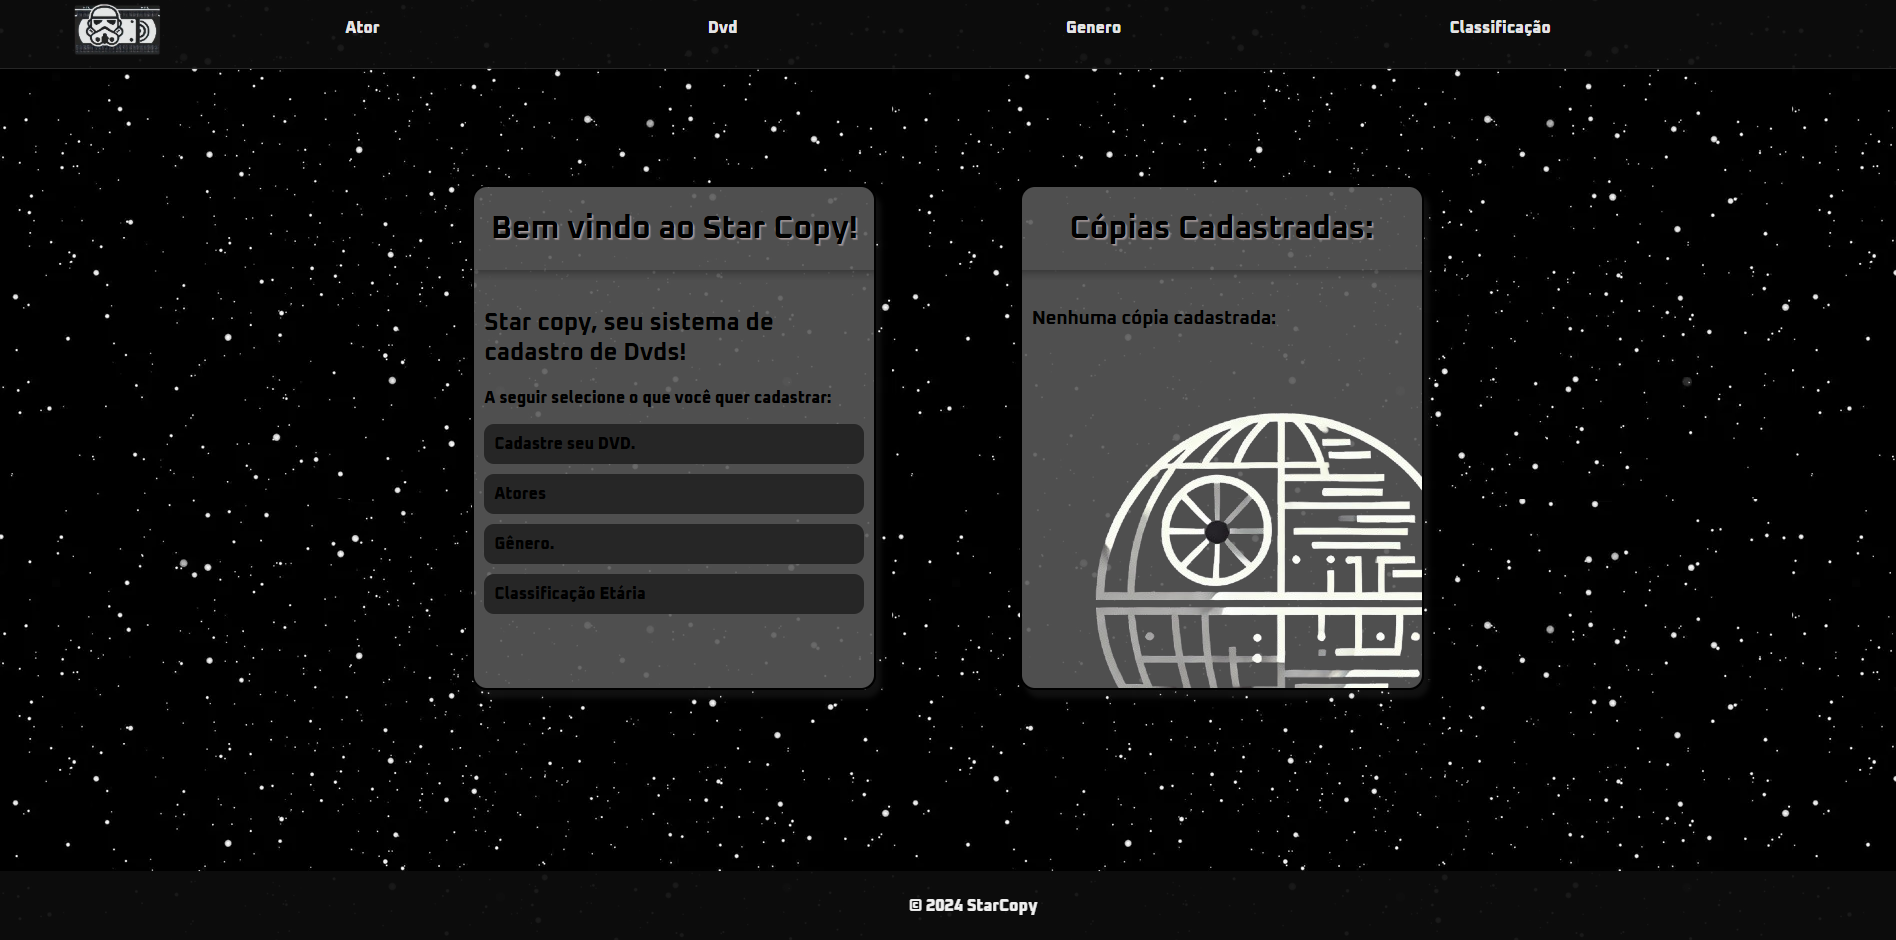 Ator
Dvd
Genero
Classificação
Bem vindo ao Star Copy!
Star copy, seu sistema de
cadastro de Dvds!
A seguir selecione o que você quer cadastrar:
Cadastre seu DVD.
Atores
Gênero.
Classificação Etária
Cópias Cadastradas:
Nenhuma cópia cadastrada:
© 2024 StarCopy